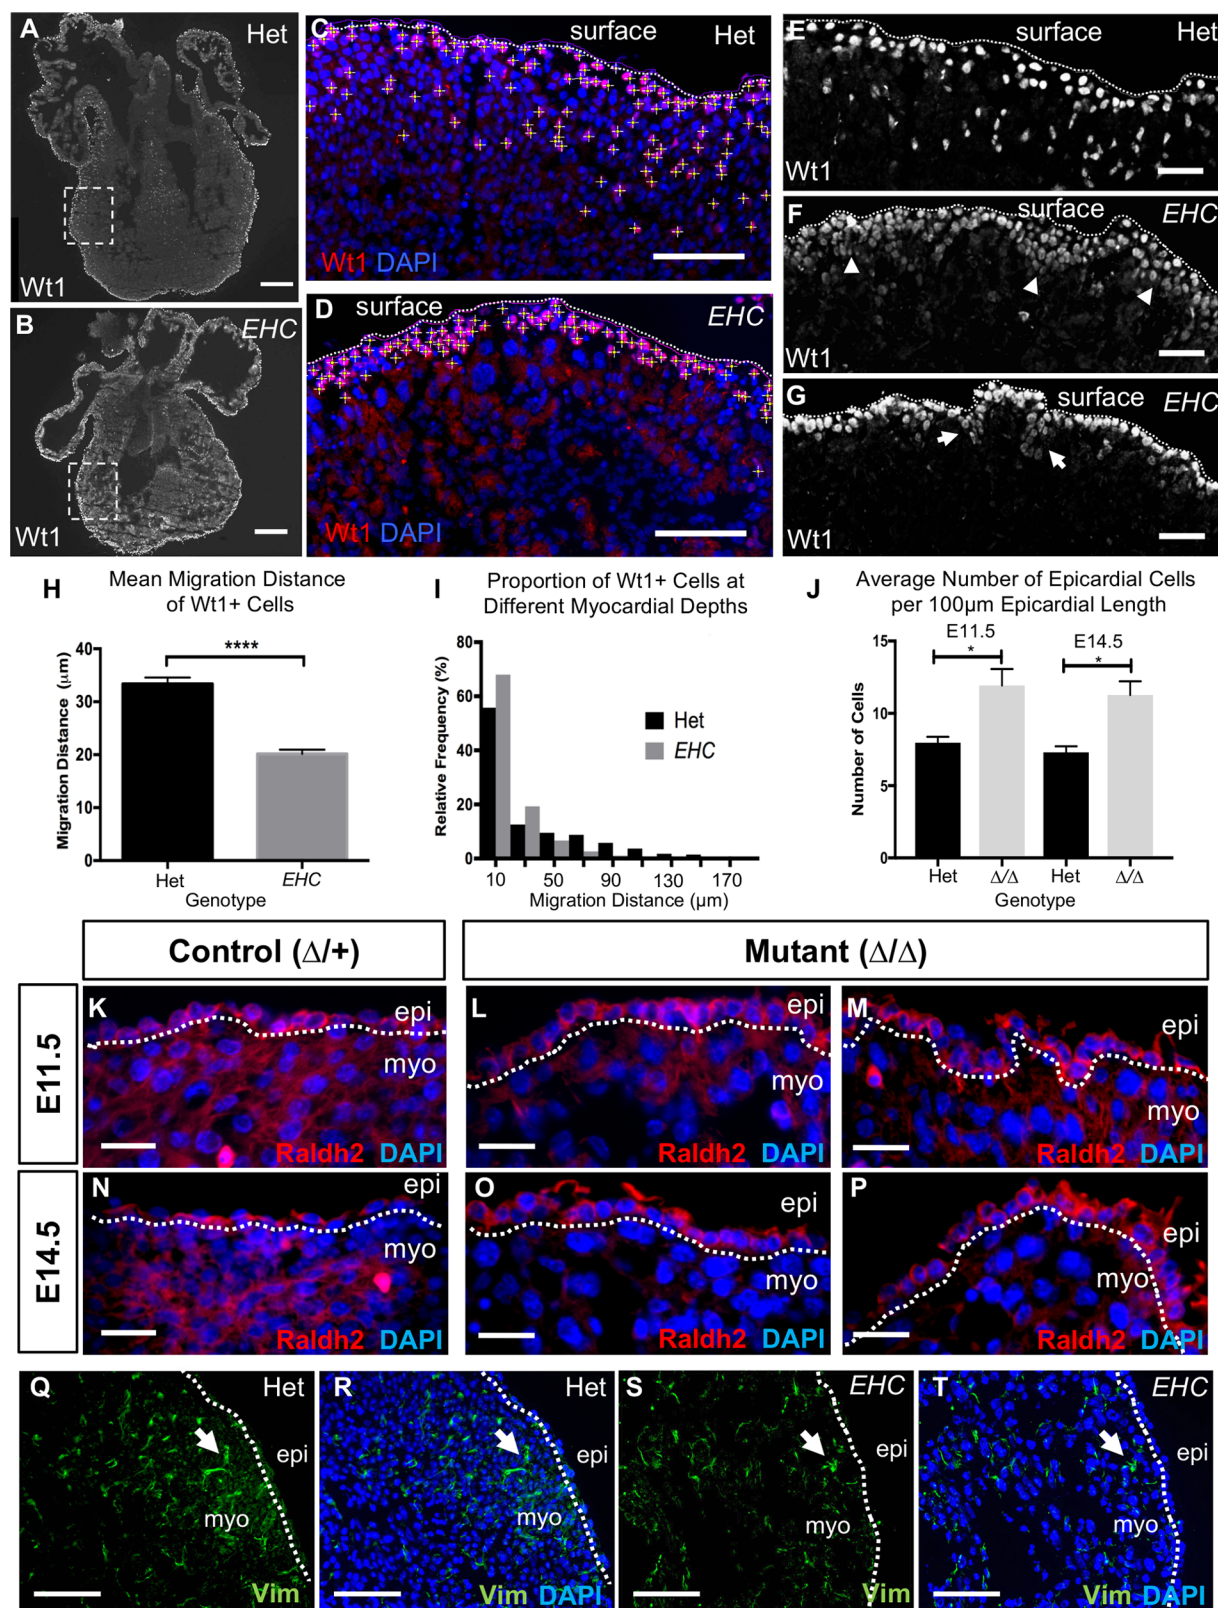 A
Het
Wt1
B
EHC
Wt1
C
surface
Het
Wt1 DAPI
D
surface
EHC
Wt1 DAPI
E
surface
Het
Wt1
F
surface
EHC
Wt1
G
surface
EHC
Wt1
H
Mean Migration Distance
of Wt1+ Cells
Migration Distance (μm)
40
30
20
10
0
****
Het
EHC
Genotype
I
Proportion of Wt1+ Cells at
Different Myocardial Depths
Relative Frequency (%)
80
60
40
20
0
Het
EHC
10 50 90 130 170
Migration Distance (μm)
J
Average Number of Epicardial Cells
per 100μm Epicardial Length
Number of Cells
15
10
5
0
E11.5
*
E14.5
*
Het Δ/Δ Het Δ/Δ
Genotype
Control (Δ/+)
Mutant (Δ/Δ)
E11.5
K
epi
myo
Raldh2 DAPI
L
epi
myo
Raldh2 DAPI
M
epi
myo
Raldh2 DAPI
E14.5
N
epi
myo
Raldh2 DAPI
O
epi
myo
Raldh2 DAPI
P
epi
myo
Raldh2 DAPI
Q
Het
epi
myo
Vim
R
Het
epi
myo
Vim DAPI
S
EHC
epi
myo
Vim
T
EHC
epi
myo
Vim DAPI